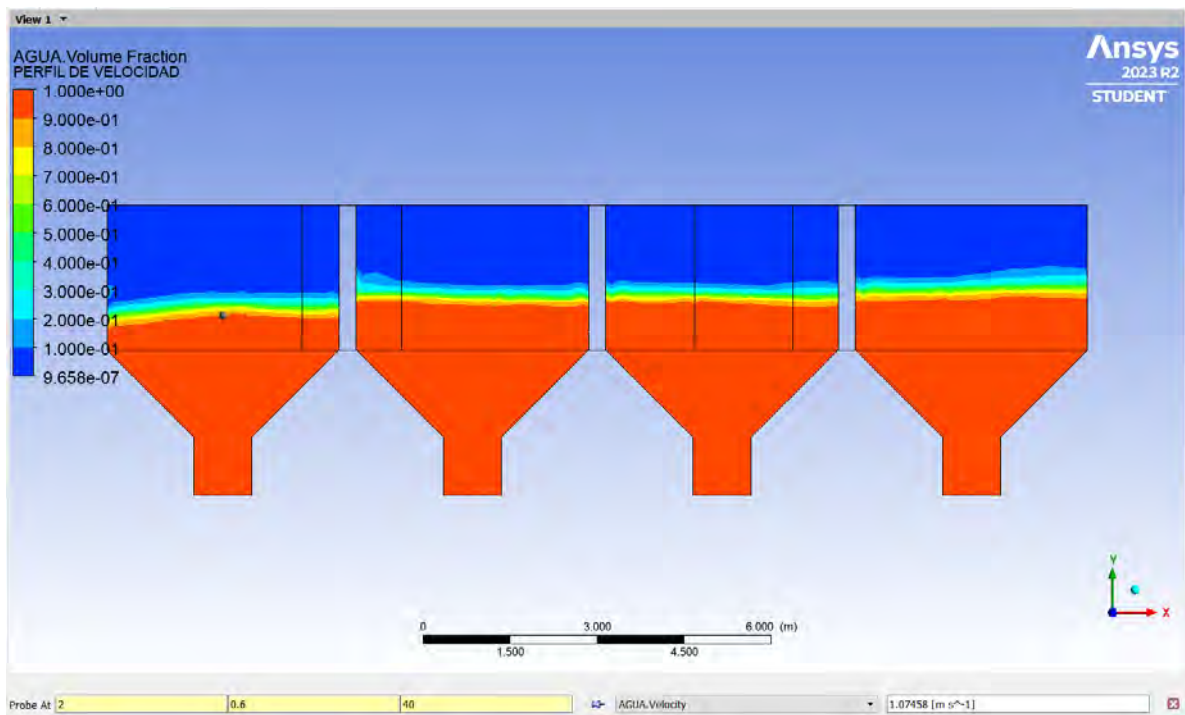 View 1
AGUA.Volume Fraction
PERFIL DE VELOCIDAD
1.000e+00
9.000e-01
8.000e-01
7.000e-01
6.000e-01
5.000e-01
4.000e-01
3.000e-01
2.000e-01
1.000e-01
9.658e-07
Ansys
2023 R2
STUDENT
Y
X
0 3.000 6.000 (m)
1.500 4.500
Probe At 2 0.6 40 AGUA.Velocity 1.07458 [m s^-1]